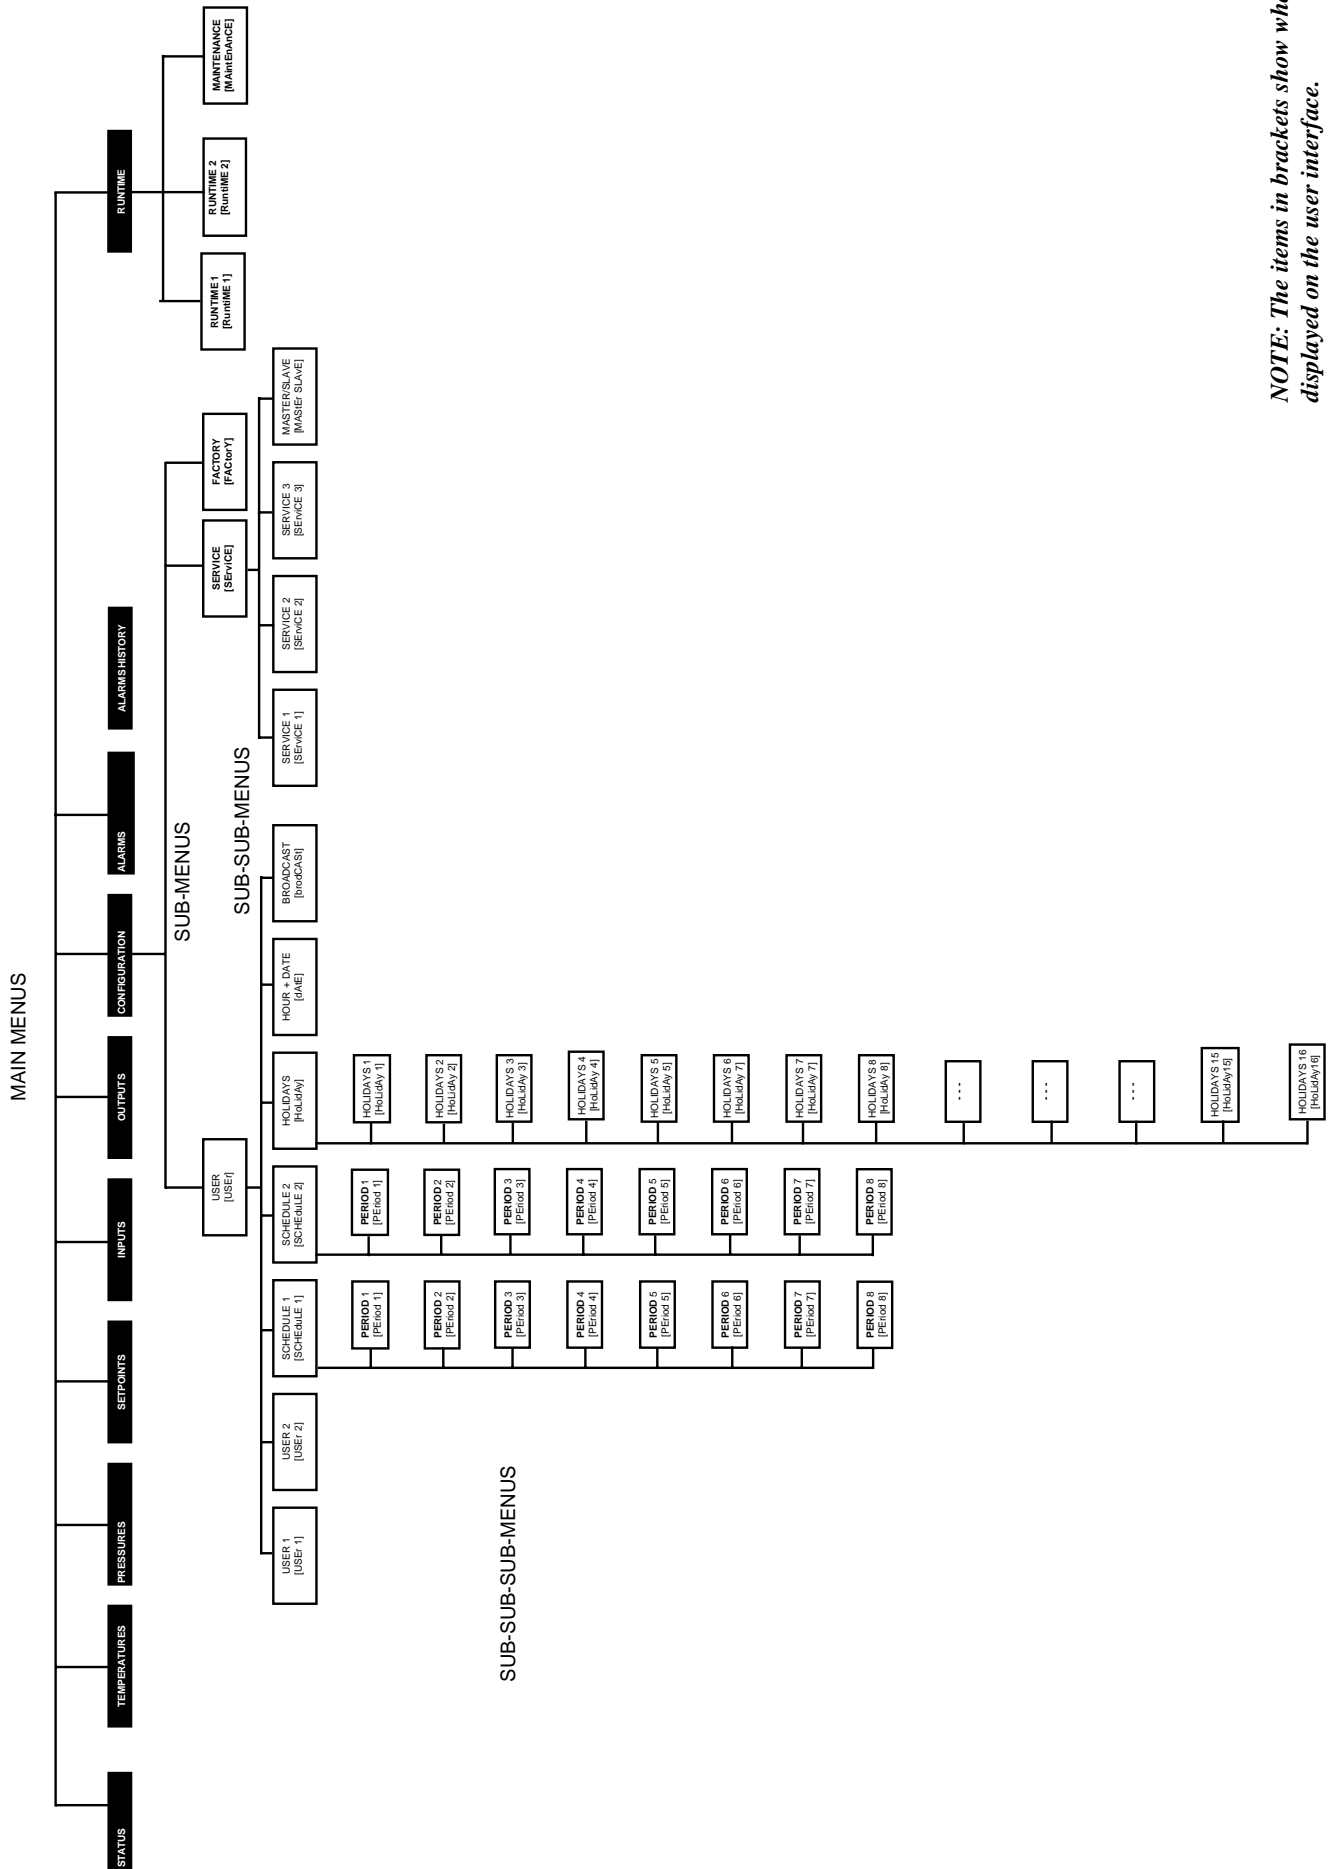 MAIN MENUS
STATUS
TEMPERATURES
PRESSURES
SETPOINTS
INPUTS
OUTPUTS
CONFIGURATION
ALARMS
ALARMS HISTORY
RUNTIME
SUB-MENUS
USER
[USEr]
SERVICE
[SErviCE]
FACTORY
[FACtorY]
RUNTIME 1
[RuntiME 1]
RUNTIME 2
[RuntiME 2]
MAINTENANCE
[MAintEnAnCE]
SUB-SUB-MENUS
USER 1
[USEr 1]
USER 2
[USEr 2]
SCHEDULE 1
[SCHEduLE 1]
SCHEDULE 2
[SCHEduLE 2]
HOLIDAYS
[HoLidAy]
HOUR + DATE
[dAtE]
BROADCAST
[brodCASt]
SERVICE 1
[SErviCE 1]
SERVICE 2
[SErviCE 2]
SERVICE 3
[SErviCE 3]
MASTER/SLAVE
[MAStEr SLAvE]
SUB-SUB-SUB-MENUS
PERIOD 1
[PEriod 1]
PERIOD 2
[PEriod 2]
PERIOD 3
[PEriod 3]
PERIOD 4
[PEriod 4]
PERIOD 5
[PEriod 5]
PERIOD 6
[PEriod 6]
PERIOD 7
[PEriod 7]
PERIOD 8
[PEriod 8]
PERIOD 1
[PEriod 1]
PERIOD 2
[PEriod 2]
PERIOD 3
[PEriod 3]
PERIOD 4
[PEriod 4]
PERIOD 5
[PEriod 5]
PERIOD 6
[PEriod 6]
PERIOD 7
[PEriod 7]
PERIOD 8
[PEriod 8]
HOLIDAYS 1
[HoLidAy 1]
HOLIDAYS 2
[HoLidAy 2]
HOLIDAYS 3
[HoLidAy 3]
HOLIDAYS 4
[HoLidAy 4]
HOLIDAYS 5
[HoLidAy 5]
HOLIDAYS 6
[HoLidAy 7]
HOLIDAYS 7
[HoLidAy 7]
HOLIDAYS 8
[HoLidAy 8]
- - -
- - -
- - -
HOLIDAYS 15
[HoLidAy15]
HOLIDAYS 16
[HoLidAy16]
NOTE: The items in brackets show wha
displayed on the user interface.